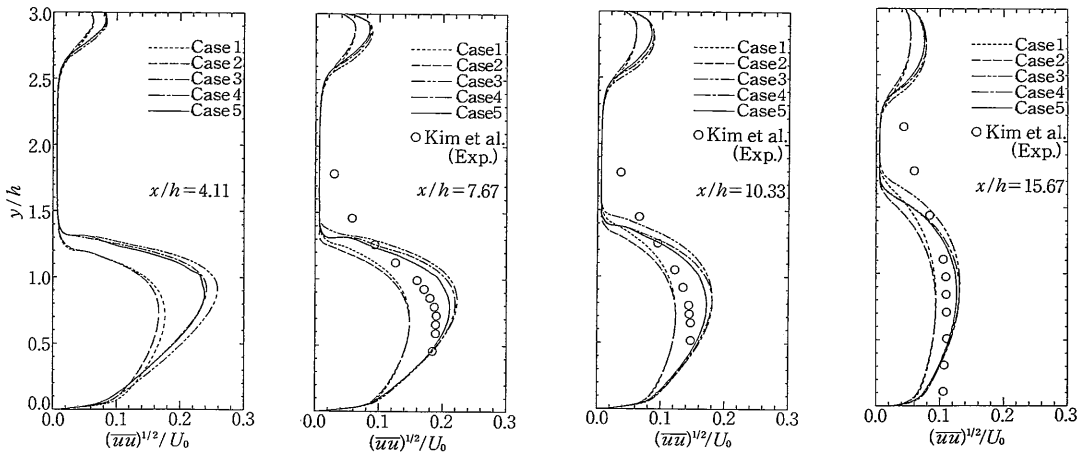 3.0
2.5
2.0
1.5
1.0
0.5
0.0
y/h
Case 1
Case 2
Case 3
Case 4
Case 5
x/h=4.11
0.0 0.1 0.2 0.3
(uu)^1/2/U0
Case1
Case2
Case3
Case4
Case5
Kim et al.
(Exp.)
x/h=7.67
0.0 0.1 0.2 0.3
(uu)^1/2/U0
Case1
Case2
Case3
Case4
Case5
Kim et al.
(Exp.)
x/h=10.33
0.0 0.1 0.2 0.3
(uu)^1/2/U0
Case1
Case2
Case3
Case4
Case5
Kim et al.
(Exp.)
x/h=15.67
0.0 0.1 0.2 0.3
(uu)^1/2/U0